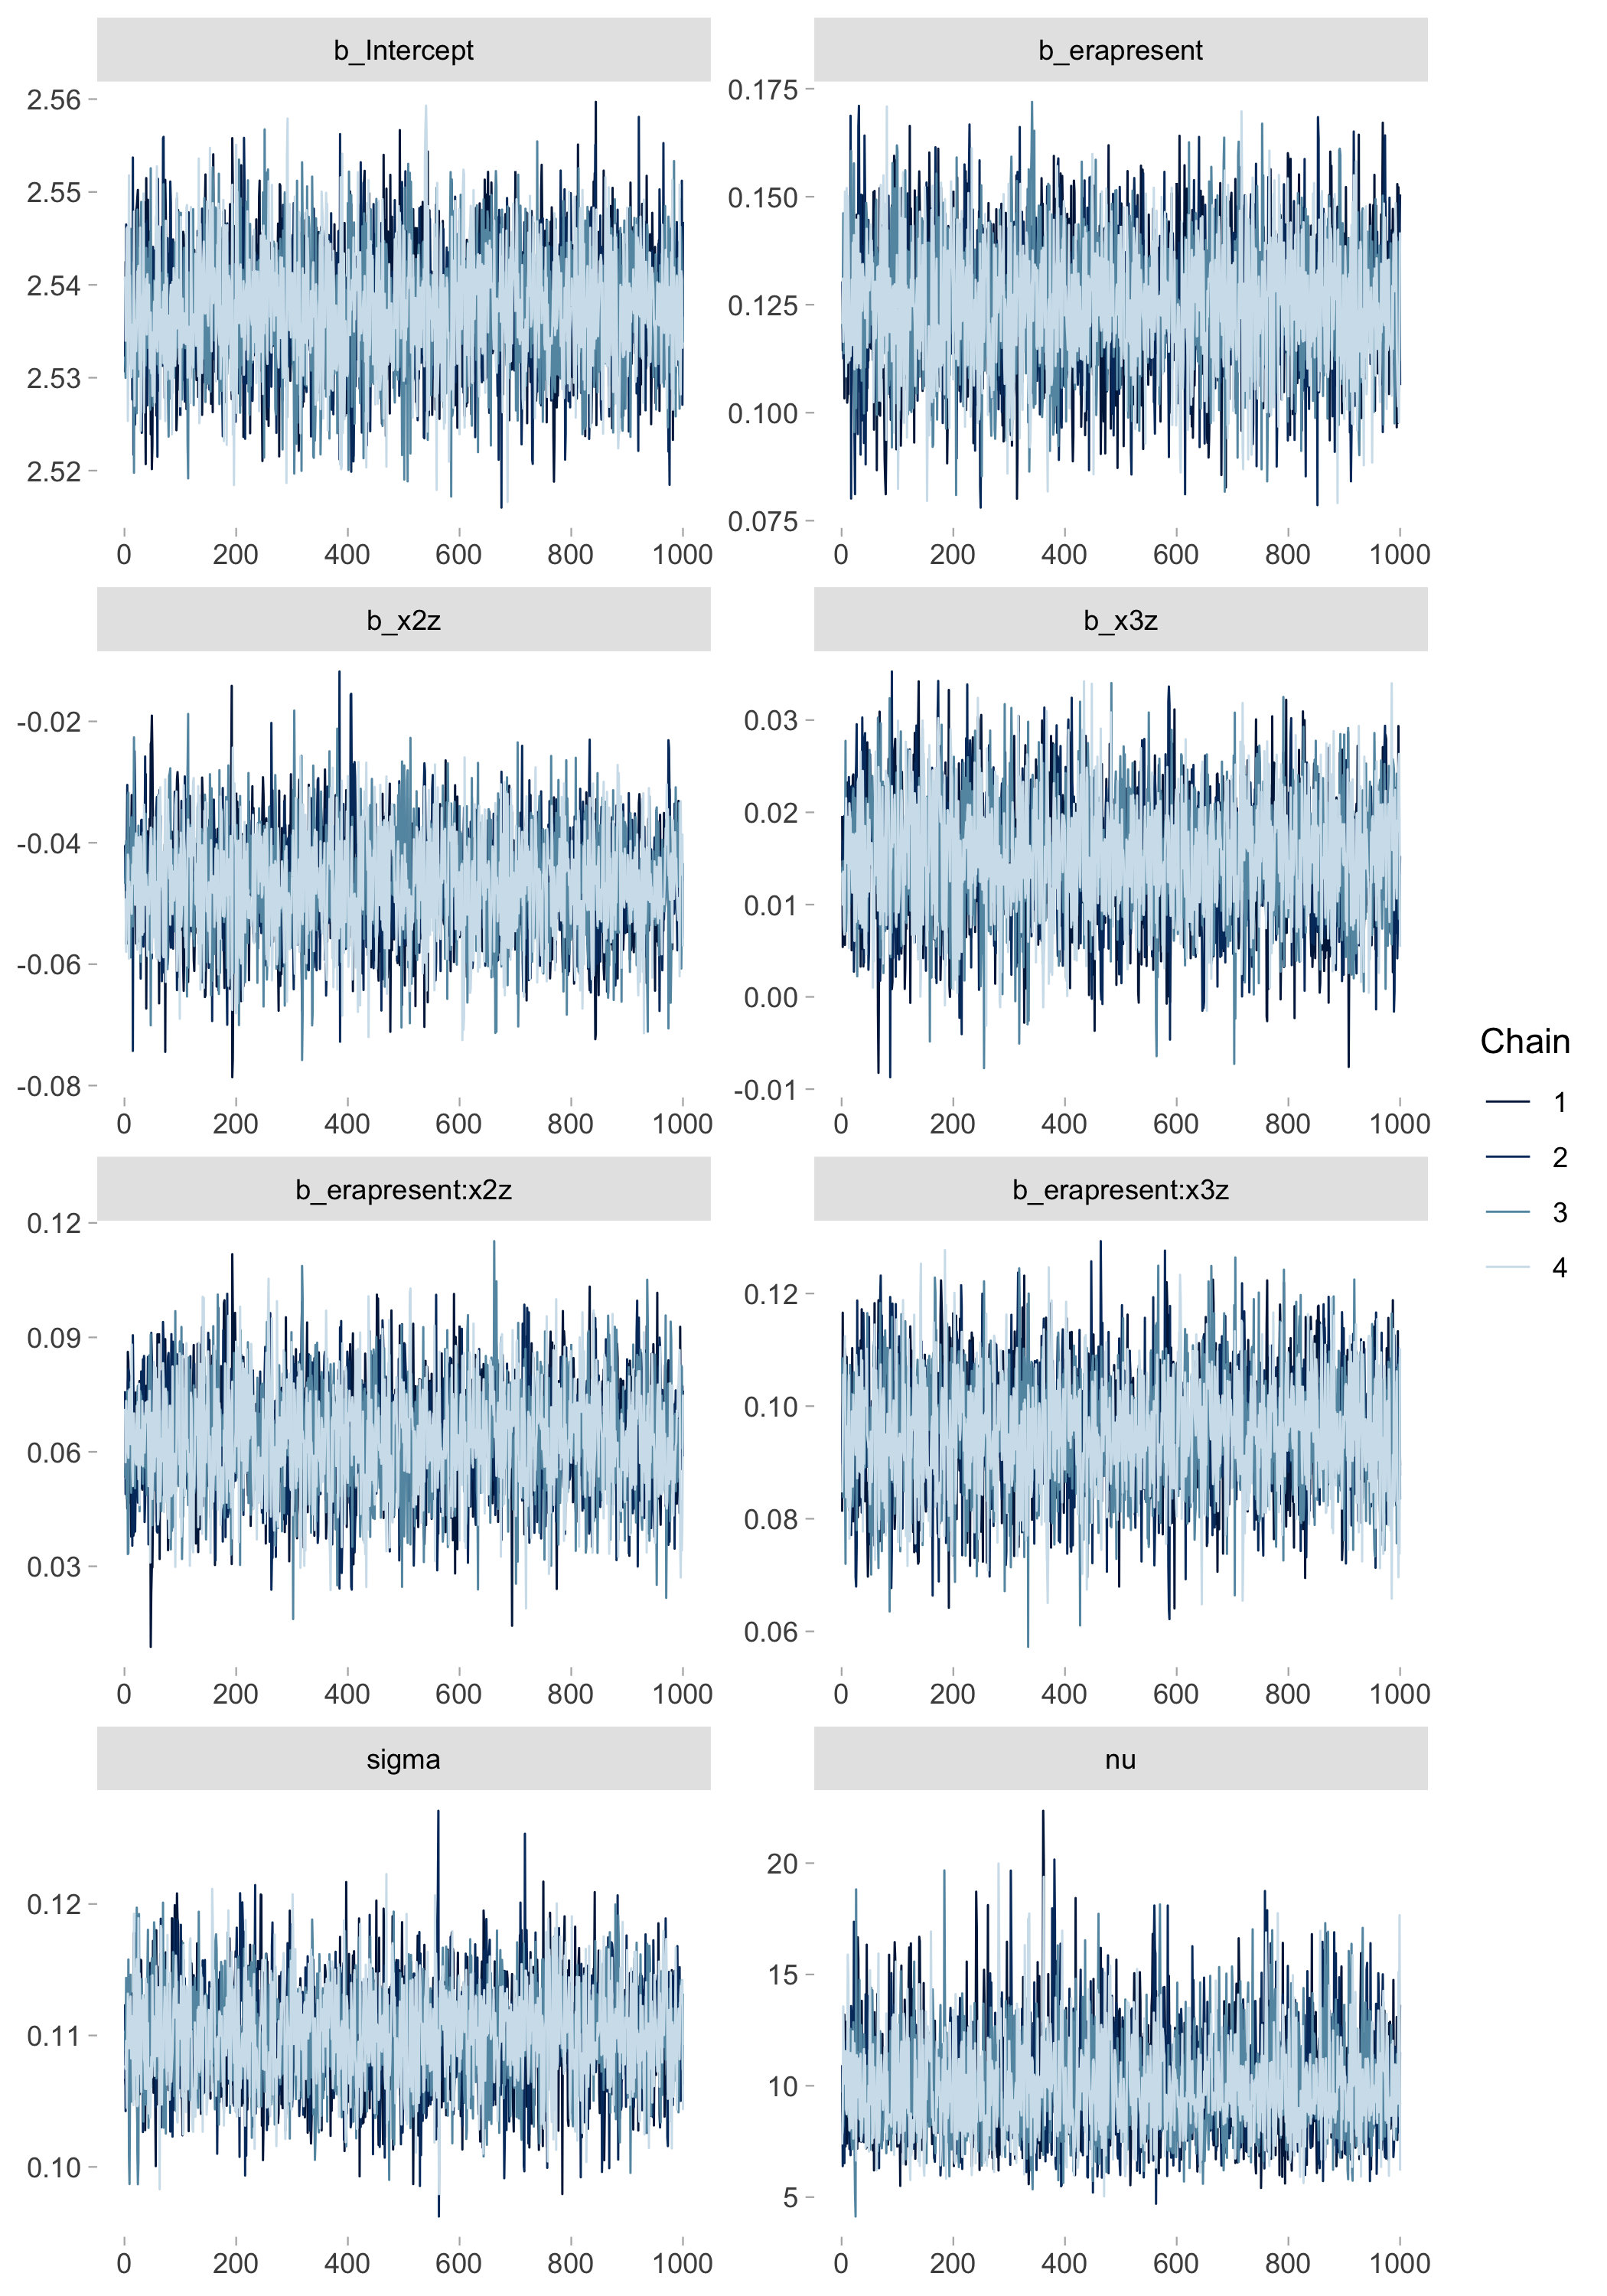 b_Intercept
b_erapresent
2.56
2.55
2.54
2.53
2.52
0 200 400 600 800 1000
0.175
0.150
0.125
0.100
0.075
0 200 400 600 800 1000
b_x2z
b_x3z
-0.02
-0.04
-0.06
-0.08
0 200 400 600 800 1000
0.03
0.02
0.01
0.00
-0.01
0 200 400 600 800 1000
b_erapresent:x2z
b_erapresent:x3z
0.12
0.09
0.06
0.03
0 200 400 600 800 1000
0.12
0.10
0.08
0.06
0 200 400 600 800 1000
sigma
nu
0.12
0.11
0.10
0 200 400 600 800 1000
20
15
10
5
0 200 400 600 800 1000
Chain
1
2
3
4